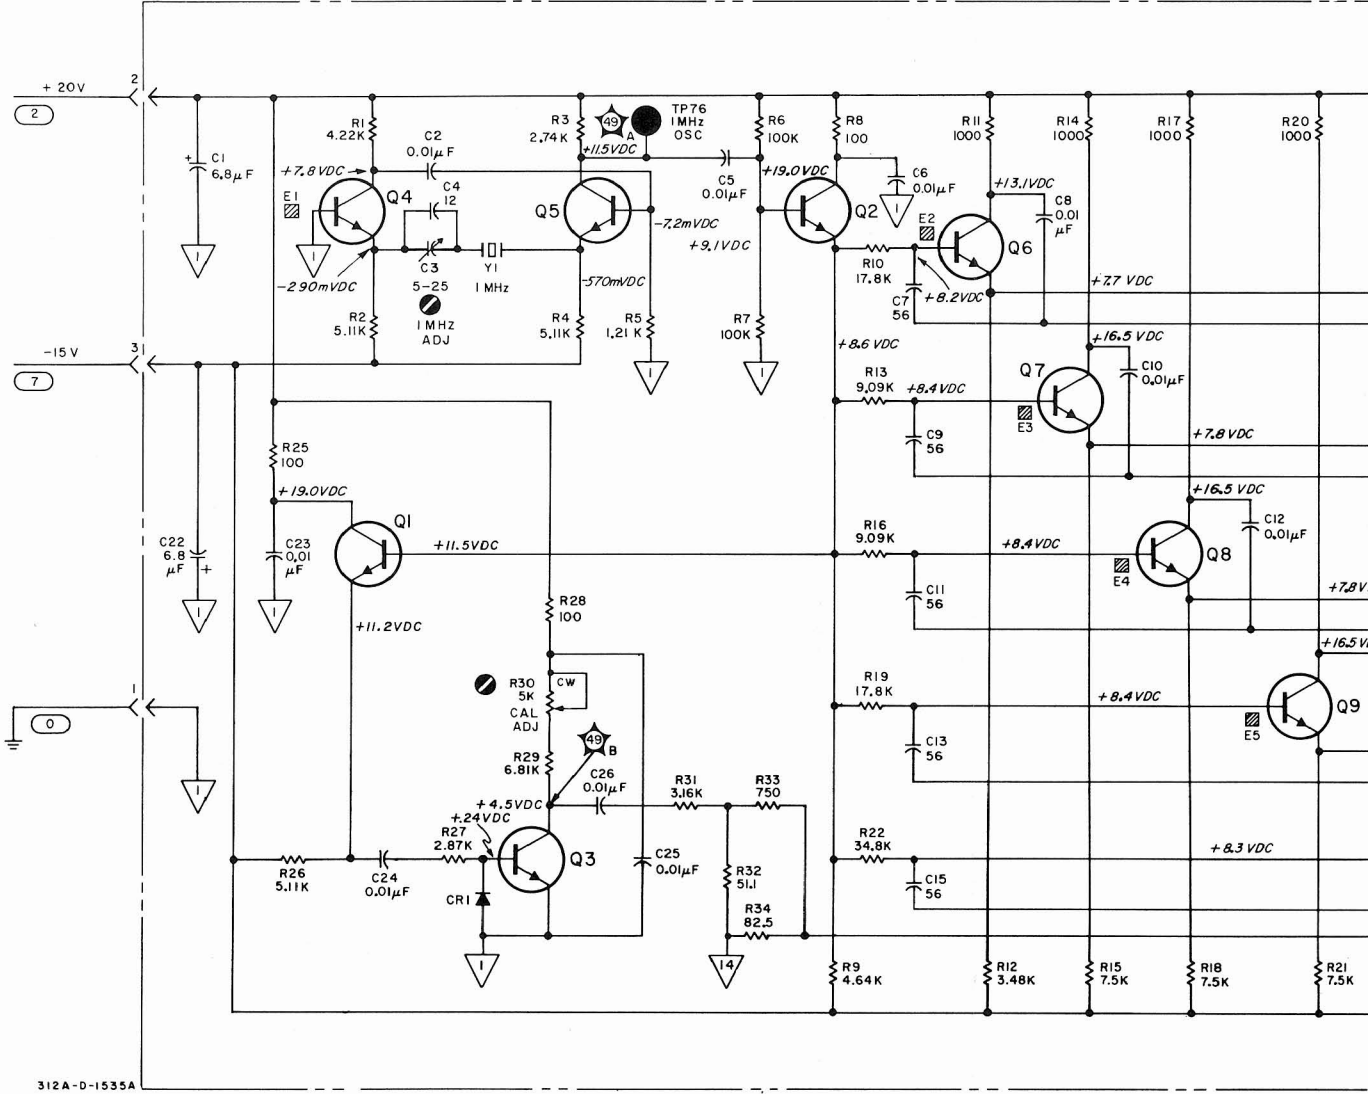 + 20V
2
2
C1
6.8µF
+
1
R1
4.22K
C2
0.01µF
+7.8VDC
E1
Q4
C4
12
1
-290mVDC
C3
5-25
1MHz
ADJ
Y1
1MHz
R2
5.11K
R3
2.74K
49
A
TP76
1MHz
OSC
+11.5VDC
Q5
-7.2mVDC
-570mVDC
R4
5.11K
R5
1.21K
1
C5
0.01µF
R6
100K
+19.0VDC
+9.1VDC
R7
100K
1
R8
100
Q2
C6
0.01µF
1
R10
17.8K
E2
C7
56
+8.2VDC
Q6
R11
1000
+13.1VDC
C8
0.01
µF
R14
1000
R17
1000
R20
1000
+7.7 VDC
-15 V
3
7
+8.6 VDC
R13
9.09K
+8.4VDC
C9
56
Q7
E3
+16.5 VDC
C10
0.01µF
+7.8VDC
R25
100
+19.0VDC
Q1
+11.5VDC
C22
6.8
µF
+
1
C23
0.01
µF
1
+11.2VDC
R16
9.09K
+8.4VDC
C11
56
E4
Q8
+16.5 VDC
C12
0.01µF
+7.8V
R28
100
R30
5K
CAL
ADJ
CW
49
B
R29
6.81K
+16.5V
R19
17.8K
+8.4VDC
C13
56
E5
Q9
1
0
1
+4.5VDC
+.24VDC
C26
0.01µF
R31
3.16K
R33
750
R26
5.11K
C24
0.01µF
R27
2.87K
CR1
Q3
C25
0.01µF
R32
51.1
R34
82.5
1
14
R22
34.8K
+8.3 VDC
C15
56
R9
4.64K
R12
3.48K
R15
7.5K
R18
7.5K
R21
7.5K
312A-D-1535A